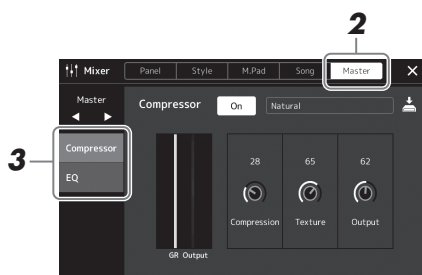 2
Mixer
Panel Style M.Pad Song Master
Master
Compressor On Natural
3
Compressor
EQ
28 65 62
Compression Texture Output
GR Output